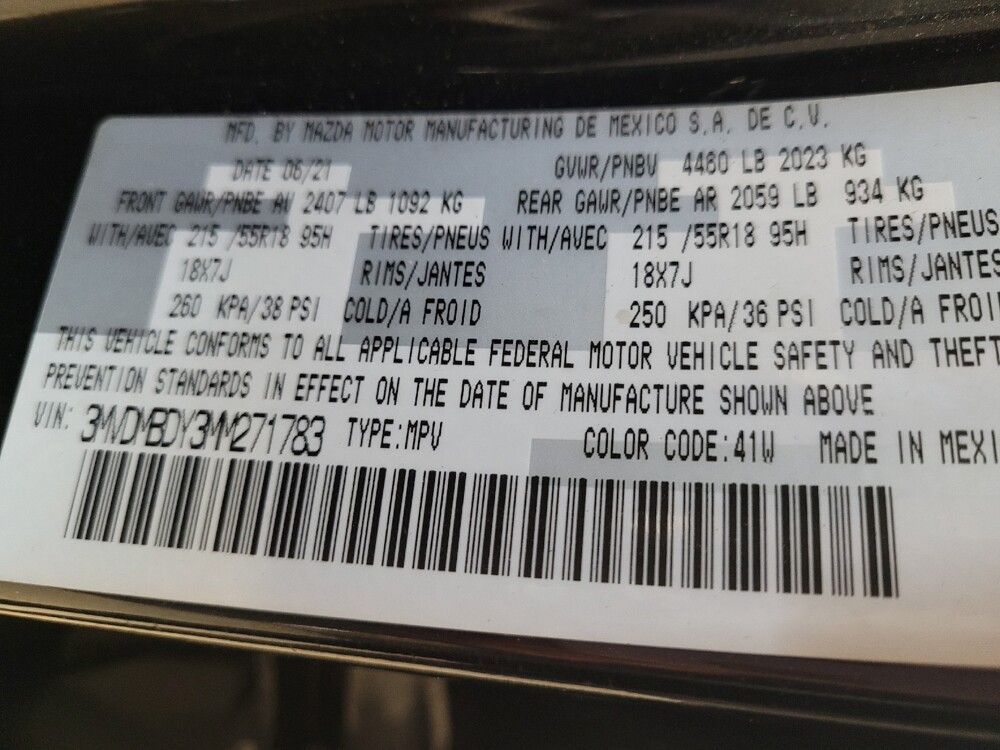 MFD. BY MAZDA MOTOR MANUFACTURING DE MEXICO S.A. DE C.V.
DATE 06/21 GVWR/PNBV 4460 LB 2023 KG
FRONT GAWR/PNBE AV 2407 LB 1092 KG REAR GAWR/PNBE AR 2059 LB 934 KG
WITH/AVEC 215 /55R18 95H TIRES/PNEUS WITH/AVEC 215 /55R18 95H TIRES/PNEUS
18X7J RIMS/JANTES 18X7J RIMS/JANTES
260 KPA/38 PSI COLD/A FROID 250 KPA/36 PSI COLD/A FROI
THIS VEHICLE CONFORMS TO ALL APPLICABLE FEDERAL MOTOR VEHICLE SAFETY AND THEFT
PREVENTION STANDARDS IN EFFECT ON THE DATE OF MANUFACTURE SHOWN ABOVE
VIN: 3MVDMBDY3MM271783 TYPE:MPV COLOR CODE:41W MADE IN MEXI